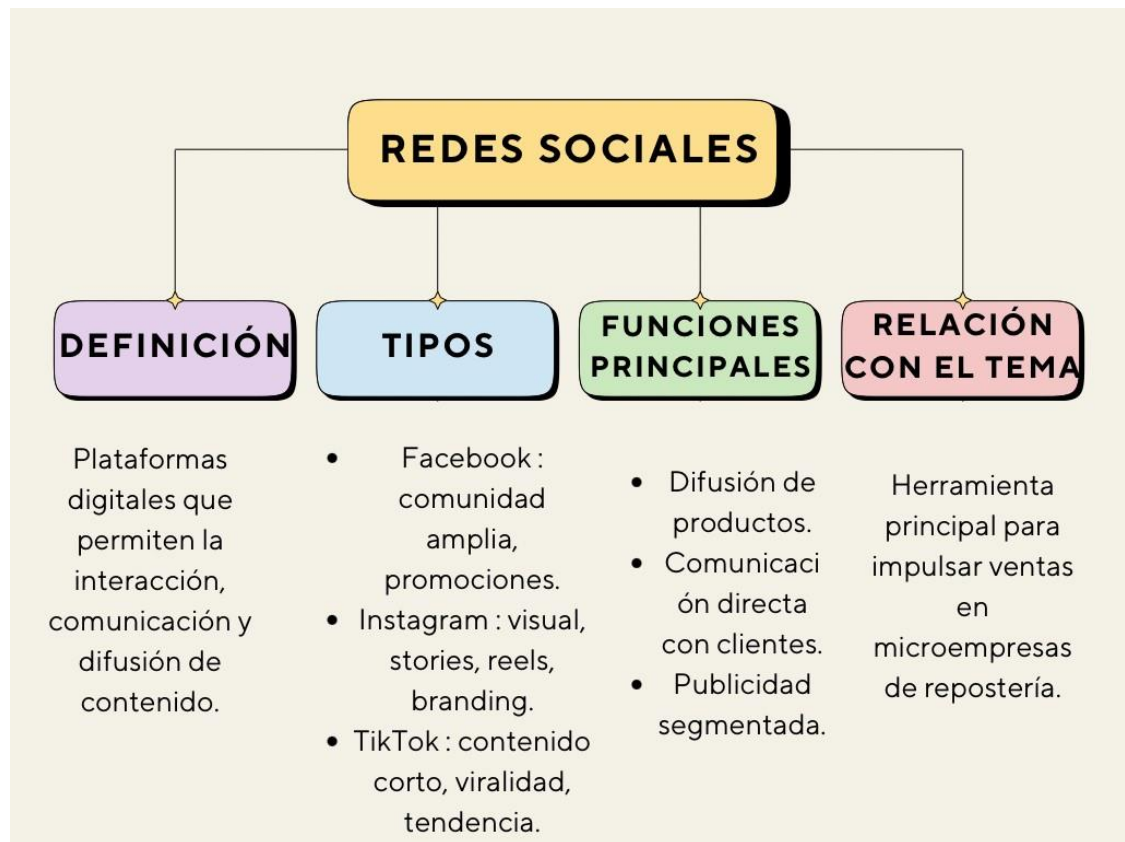 REDES SOCIALES
DEFINICIÓN
Plataformas
digitales que
permiten la
interacción,
comunicación y
difusión de
contenido.
TIPOS
• Facebook :
comunidad
amplia,
promociones.
• Instagram : visual,
stories, reels,
branding.
• TikTok : contenido
corto, viralidad,
tendencia.
FUNCIONES
PRINCIPALES
• Difusión de
productos.
• Comunicaci
ón directa
con clientes.
• Publicidad
segmentada.
RELACIÓN
CON EL TEMA
Herramienta
principal para
impulsar ventas
en
microempresas
de repostería.